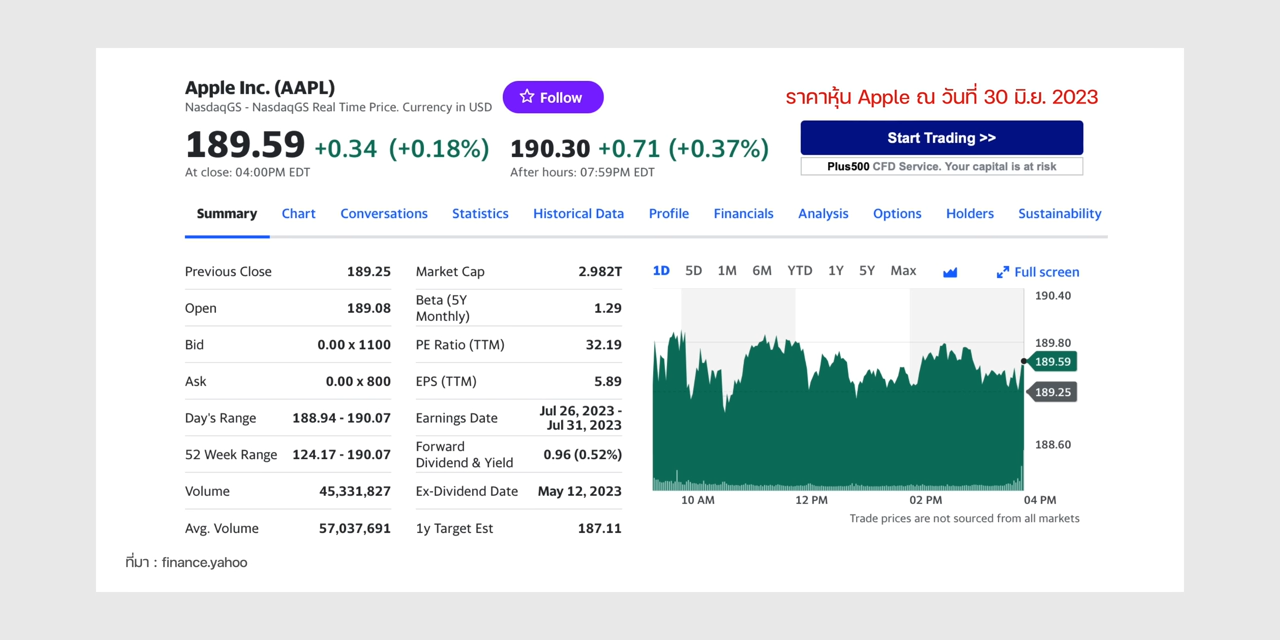 Apple Inc. (AAPL)
NasdaqGS - NasdaqGS Real Time Price. Currency in USD
Follow
ราคาหุ้น Apple ณ วันที่ 30 มิ.ย. 2023
189.59 +0.34 (+0.18%)
At close: 04:00PM EDT
190.30 +0.71 (+0.37%)
After hours: 07:59PM EDT
Start Trading >>
Plus500 CFD Service. Your capital is at risk
Summary Chart Conversations Statistics Historical Data Profile Financials Analysis Options Holders Sustainability
Previous Close 189.25
Open 189.08
Bid 0.00 x 1100
Ask 0.00 x 800
Day's Range 188.94 - 190.07
52 Week Range 124.17 - 190.07
Volume 45,331,827
Avg. Volume 57,037,691
Market Cap 2.982T
Beta (5Y
Monthly) 1.29
PE Ratio (TTM) 32.19
EPS (TTM) 5.89
Earnings Date Jul 26, 2023 -
Jul 31, 2023
Forward
Dividend & Yield 0.96 (0.52%)
Ex-Dividend Date May 12, 2023
1y Target Est 187.11
1D 5D 1M 6M YTD 1Y 5Y Max Full screen
190.40
189.80
189.59
189.25
188.60
10 AM 12 PM 02 PM 04 PM
Trade prices are not sourced from all markets
ที่มา : finance.yahoo